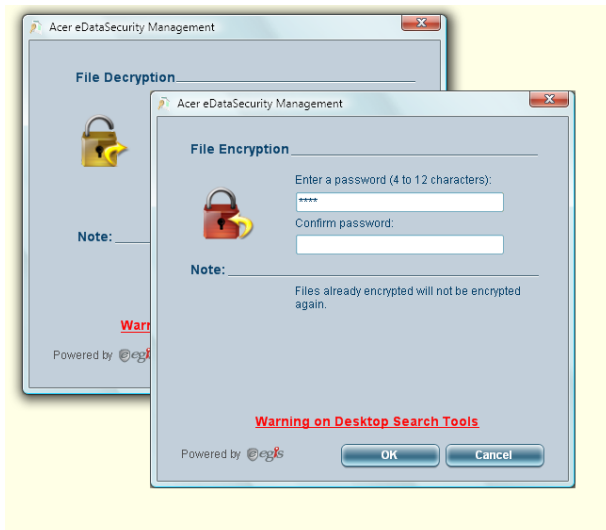 Acer eDataSecurity Management
File Decryption
Note:
Powered by egis
Acer eDataSecurity Management
File Encryption
Enter a password (4 to 12 characters):
****
Confirm password:
Note:
Files already encrypted will not be encrypted
again.
Warning on Desktop Search Tools
Powered by egis
OK
Cancel